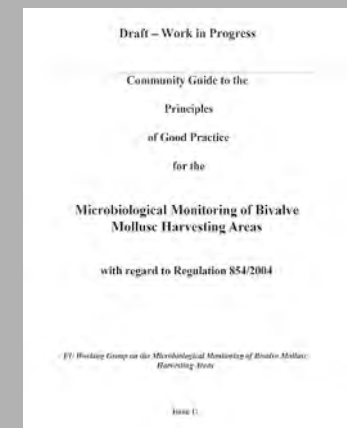 Draft – Work in Progress
Community Guide to the
Principles
of Good Practice
for the
Microbiological Monitoring of Bivalve
Mollusc Harvesting Areas
with regard to Regulation 854/2004
EU Working Group on the Microbiological Monitoring of Bivalve Mollusc
Harvesting Areas
Issue